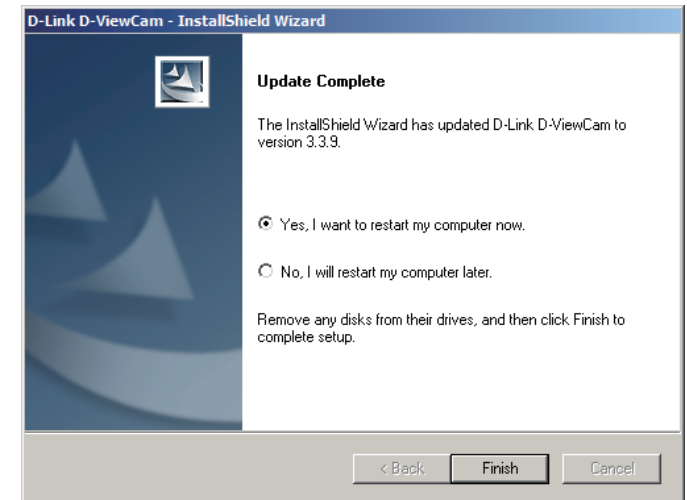 D-Link D-ViewCam - InstallShield Wizard
Update Complete
The InstallShield Wizard has updated D-Link D-ViewCam to
version 3.3.9.
Yes, I want to restart my computer now.
No, I will restart my computer later.
Remove any disks from their drives, and then click Finish to
complete setup.
< Back Finish Cancel